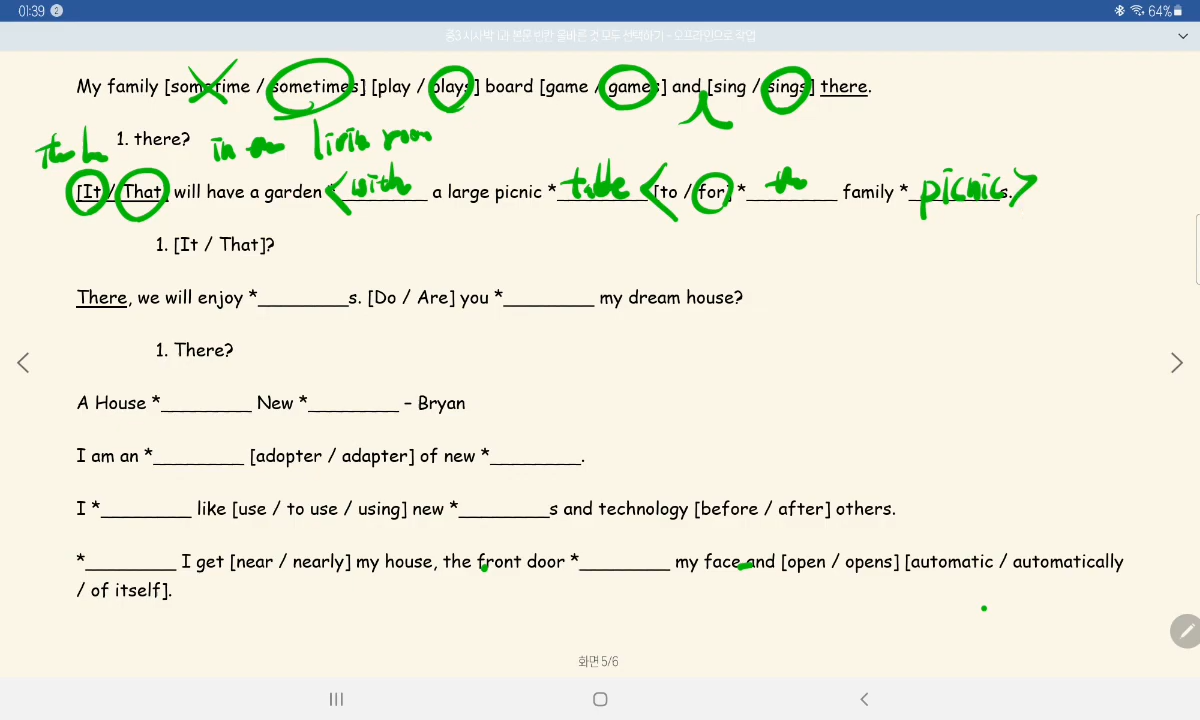 01:39 2 64%
중3 시사박 1과 본문 빈칸 올바른 것 모두 선택하기 - 오프라인으로 작업
My family [sometime / sometimes] [play / plays] board [game / games] and [sing / sings] there.
1. there? in the livin room
[It / That] will have a garden *with a large picnic *table [to / for] *the family *picnics.
1. [It / That]?
There, we will enjoy *________s. [Do / Are] you *________ my dream house?
1. There?
A House *________ New *________ – Bryan
I am an *________ [adopter / adapter] of new *________.
I *________ like [use / to use / using] new *________s and technology [before / after] others.
*________ I get [near / nearly] my house, the front door *________ my face and [open / opens] [automatic / automatically
/ of itself].
화면 5/6